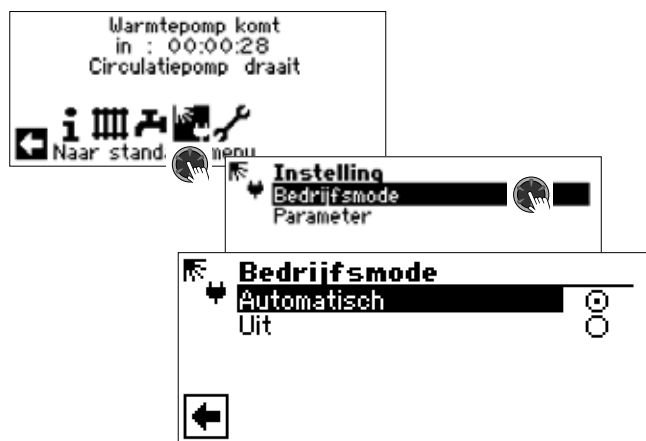 Warmtepomp komt
in : 00:00:28
Circulatiepomp draait
Naar stand. menu
Instelling
Bedrijfsmode
Parameter
Bedrijfsmode
Automatisch
Uit